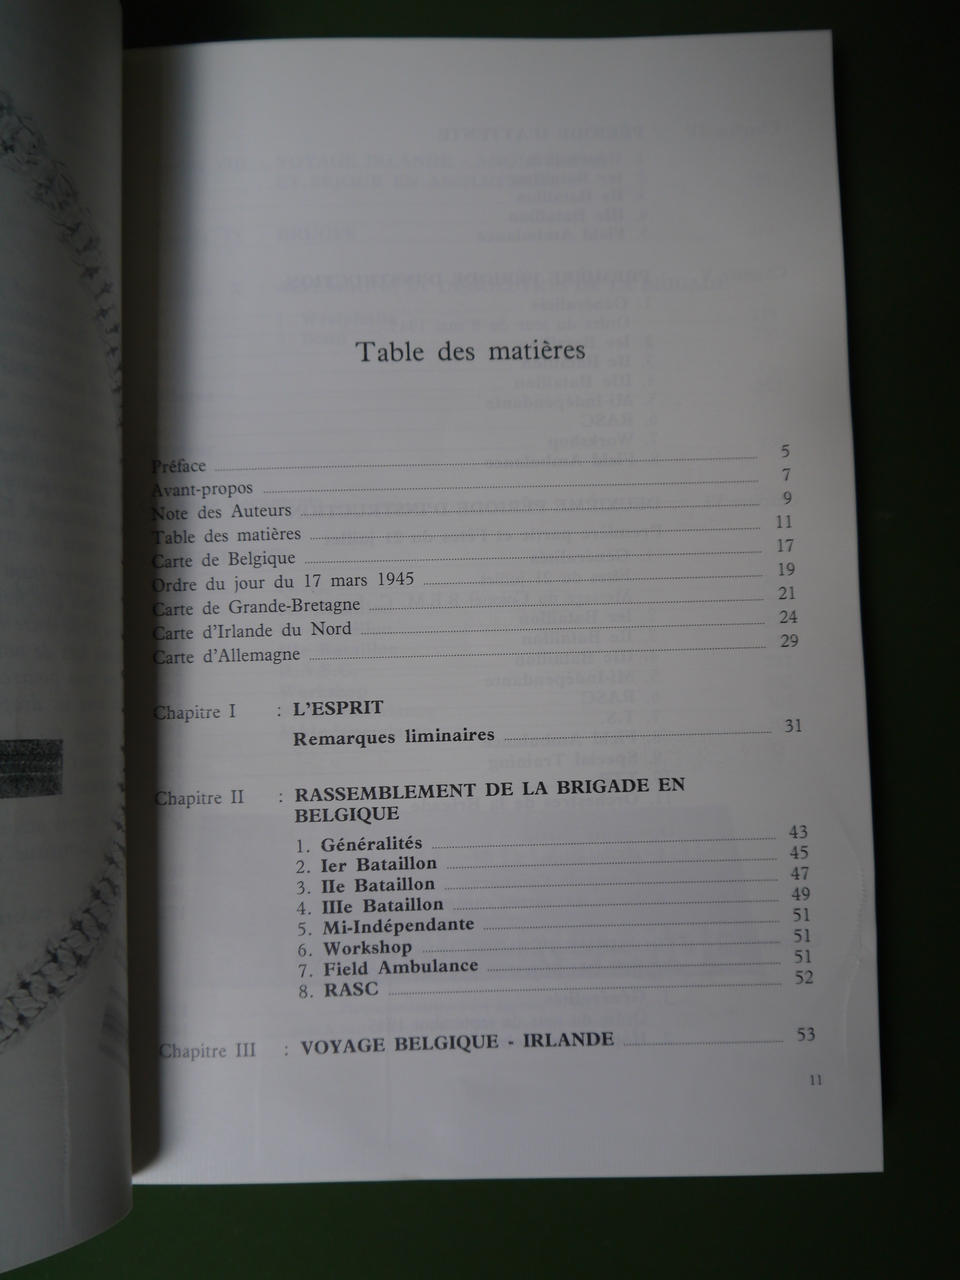 Table des matières
Préface 5
Avant-propos 7
Note des Auteurs 9
Table des matières 11
Carte de Belgique 17
Ordre du jour du 17 mars 1945 19
Carte de Grande-Bretagne 21
Carte d'Irlande du Nord 24
Carte d'Allemagne 29
Chapitre I : L'ESPRIT
Remarques liminaires 31
Chapitre II : RASSEMBLEMENT DE LA BRIGADE EN
BELGIQUE
1. Généralités 43
2. Ier Bataillon 45
3. IIe Bataillon 47
4. IIIe Bataillon 49
5. Mi-Indépendante 51
6. Workshop 51
7. Field Ambulance 51
8. RASC 52
Chapitre III : VOYAGE BELGIQUE - IRLANDE 53
11